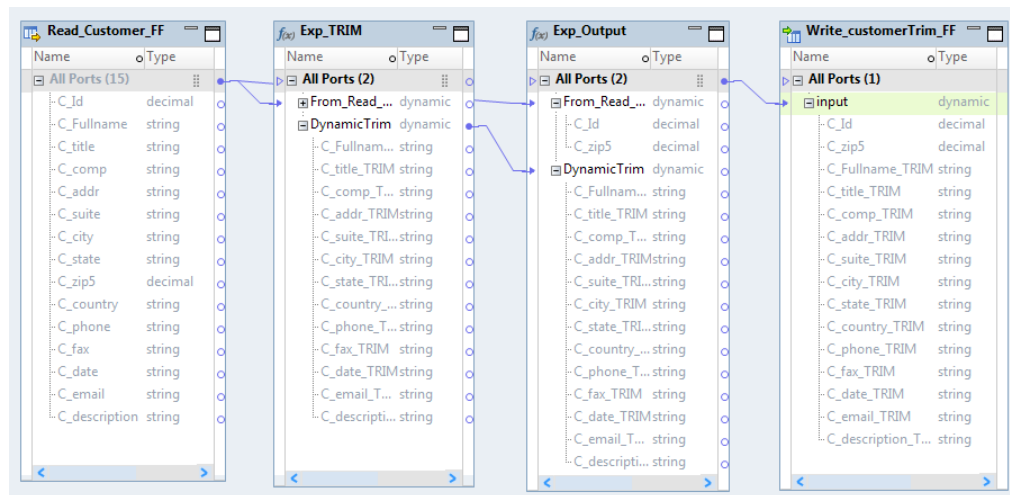 Read_Customer_FF
Name Type
All Ports (15)
C_Id decimal
C_Fullname string
C_title string
C_comp string
C_addr string
C_suite string
C_city string
C_state string
C_zip5 decimal
C_country string
C_phone string
C_fax string
C_date string
C_email string
C_description string
f(x) Exp_TRIM
Name Type
All Ports (2)
From_Read_... dynamic
DynamicTrim dynamic
C_Fullnam... string
C_title_TRIM string
C_comp_T... string
C_addr_TRIM string
C_suite_TRI... string
C_city_TRIM string
C_state_TRI... string
C_country_... string
C_phone_T... string
C_fax_TRIM string
C_date_TRIM string
C_email_T... string
C_descripti... string
f(x) Exp_Output
Name Type
All Ports (2)
From_Read_... dynamic
C_Id decimal
C_zip5 decimal
DynamicTrim dynamic
C_Fullnam... string
C_title_TRIM string
C_comp_T... string
C_addr_TRIM string
C_suite_TRI... string
C_city_TRIM string
C_state_TRI... string
C_country_... string
C_phone_T... string
C_fax_TRIM string
C_date_TRIM string
C_email_T... string
C_descripti... string
Write_customerTrim_FF
Name Type
All Ports (1)
input dynamic
C_Id decimal
C_zip5 decimal
C_Fullname_TRIM string
C_title_TRIM string
C_comp_TRIM string
C_addr_TRIM string
C_suite_TRIM string
C_city_TRIM string
C_state_TRIM string
C_country_TRIM string
C_phone_TRIM string
C_fax_TRIM string
C_date_TRIM string
C_email_TRIM string
C_description_T... string